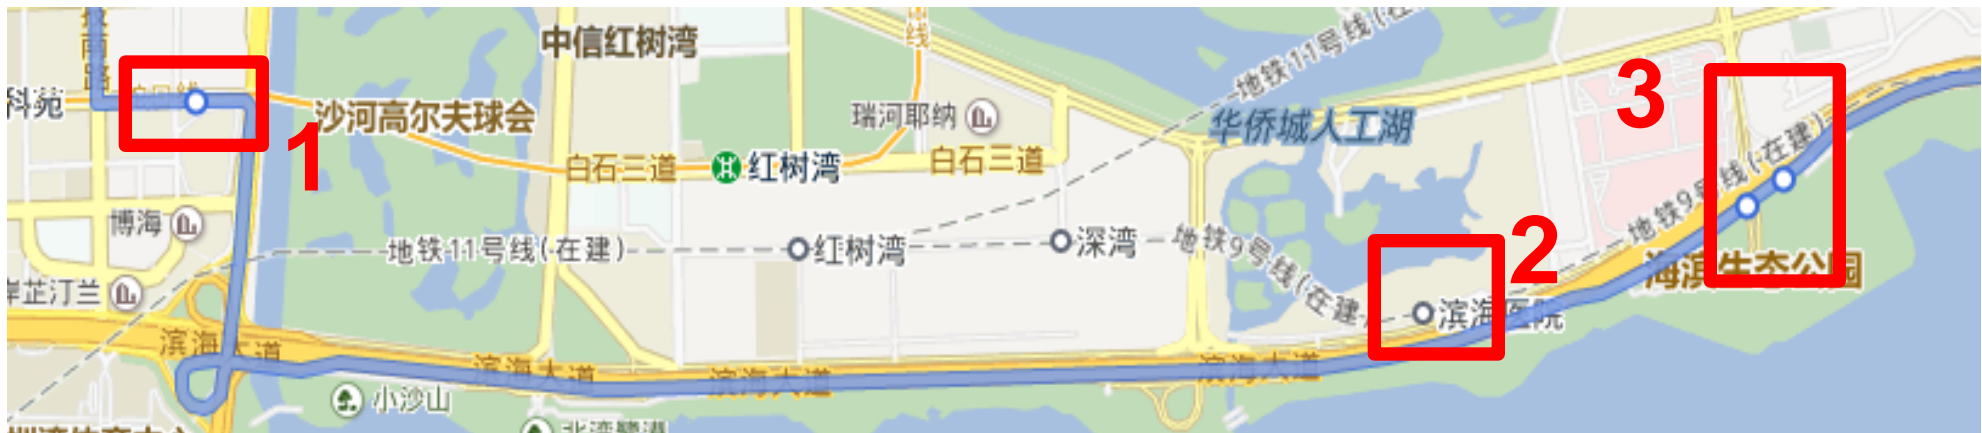 中信红树湾
地铁11号线(在
南
路
线
科苑
沙河高尔夫球会
1
瑞河耶纳
华侨城人工湖
3
白石三道
红树湾
白石三道
博海
地铁11号线(在建)
红树湾
深湾
地铁9号线(在建
地铁9号线(在建)
2
岸芷汀兰
滨海医院
海滨生态公园
滨海大道
滨海大道
滨海大道
滨海大道
小沙山